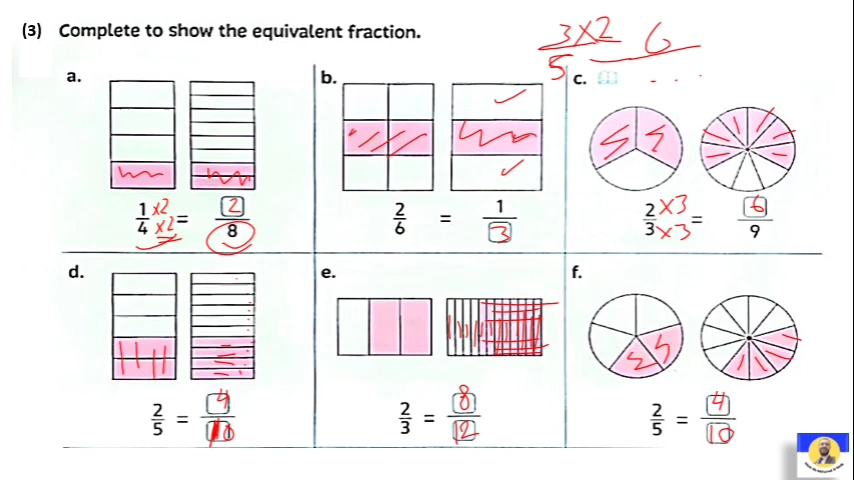 (3) Complete to show the equivalent fraction.
3×2 6
5
a.
1/4 ×2 ×2 = 2/8
b.
2/6 = 1/3
c.
2/3 ×3 ×3 = 6/9
d.
2/5 = 4/10
e.
2/3 = 8/12
f.
2/5 = 4/10